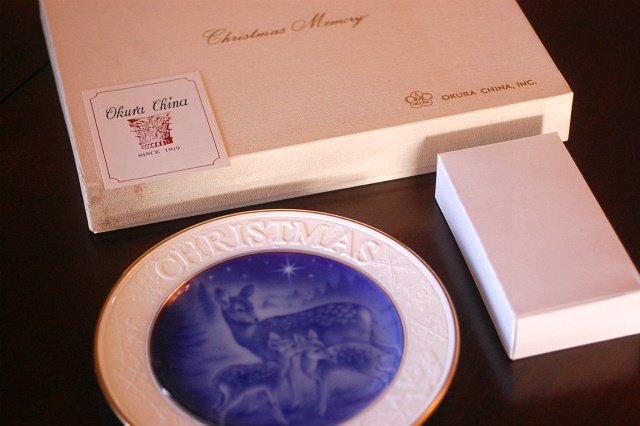 Christmas Memory
OKURA CHINA, INC.
Okura China
SINCE 1919
CHRISTMAS